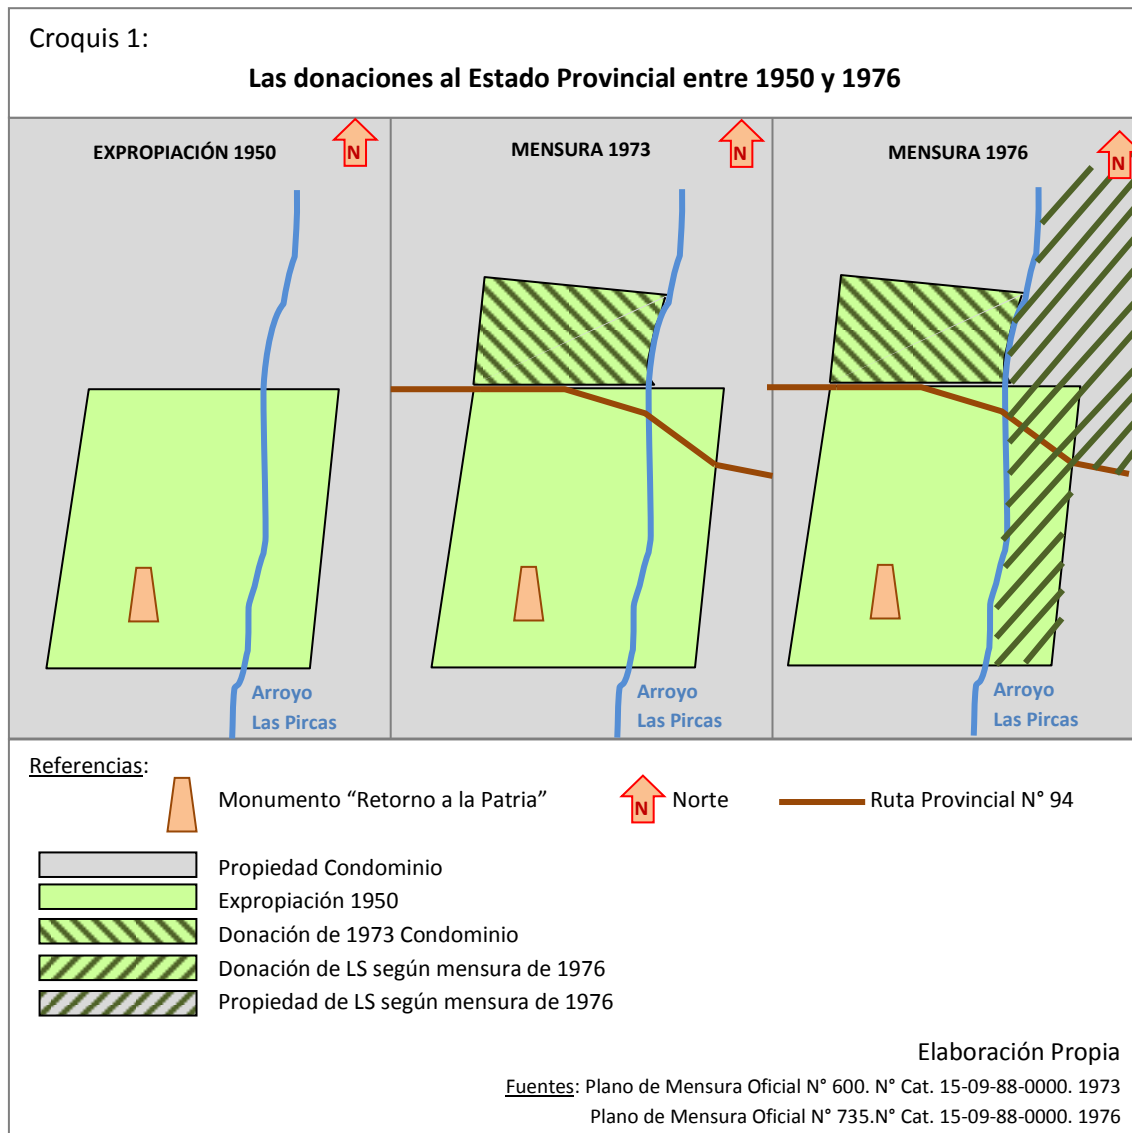 Croquis 1:
Las donaciones al Estado Provincial entre 1950 y 1976
EXPROPIACIÓN 1950
N
MENSURA 1973
N
MENSURA 1976
N
Arroyo
Las Pircas
Arroyo
Las Pircas
Arroyo
Las Pircas
Referencias:
Monumento “Retorno a la Patria”
N
Norte
Ruta Provincial N° 94
Propiedad Condominio
Expropiación 1950
Donación de 1973 Condominio
Donación de LS según mensura de 1976
Propiedad de LS según mensura de 1976
Elaboración Propia
Fuentes: Plano de Mensura Oficial N° 600. N° Cat. 15-09-88-0000. 1973
Plano de Mensura Oficial N° 735.N° Cat. 15-09-88-0000. 1976